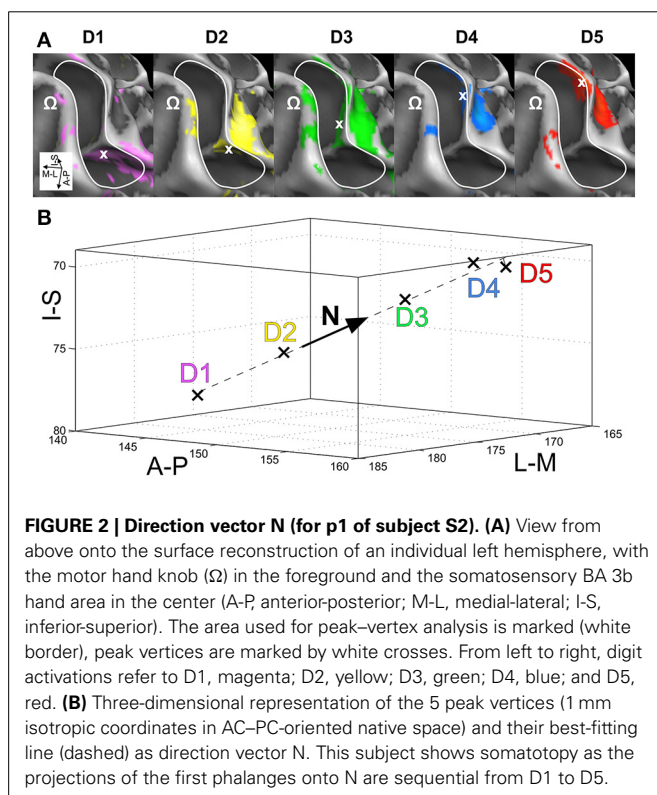 A
D1 D2 D3 D4 D5
Ω Ω Ω Ω Ω
x x x x x
I-S
M-L
A-P
B
70
75
80
I-S
D1
D2
N
D3
D4
D5
140 145 150 155 160
A-P
185 180 175 170 165
L-M
FIGURE 2 | Direction vector N (for p1 of subject S2). (A) View from
above onto the surface reconstruction of an individual left hemisphere, with
the motor hand knob (Ω) in the foreground and the somatosensory BA 3b
hand area in the center (A-P, anterior-posterior; M-L, medial-lateral; I-S,
inferior-superior). The area used for peak–vertex analysis is marked (white
border), peak vertices are marked by white crosses. From left to right, digit
activations refer to D1, magenta; D2, yellow; D3, green; D4, blue; and D5,
red. (B) Three-dimensional representation of the 5 peak vertices (1 mm
isotropic coordinates in AC–PC-oriented native space) and their best-fitting
line (dashed) as direction vector N. This subject shows somatotopy as the
projections of the first phalanges onto N are sequential from D1 to D5.